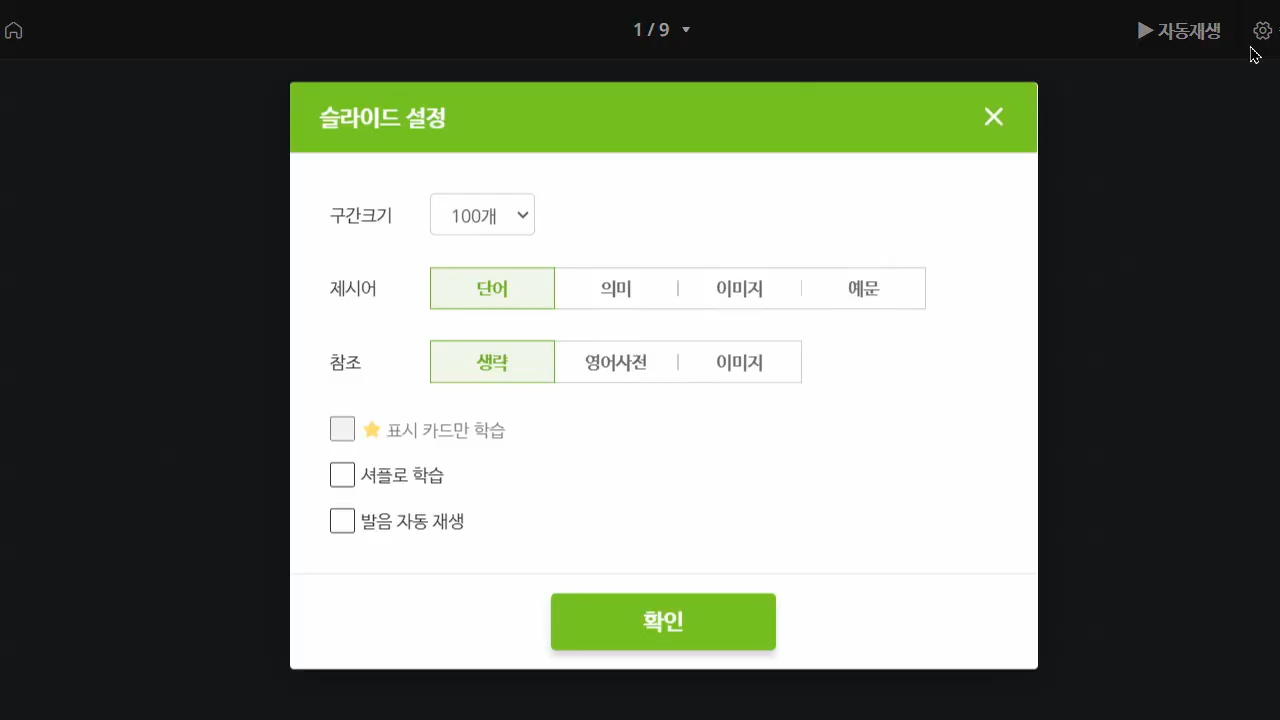 1 / 9
자동재생
슬라이드 설정
구간크기 100개
제시어 단어 의미 이미지 예문
참조 생략 영어사전 이미지
표시 카드만 학습
셔플로 학습
발음 자동 재생
확인